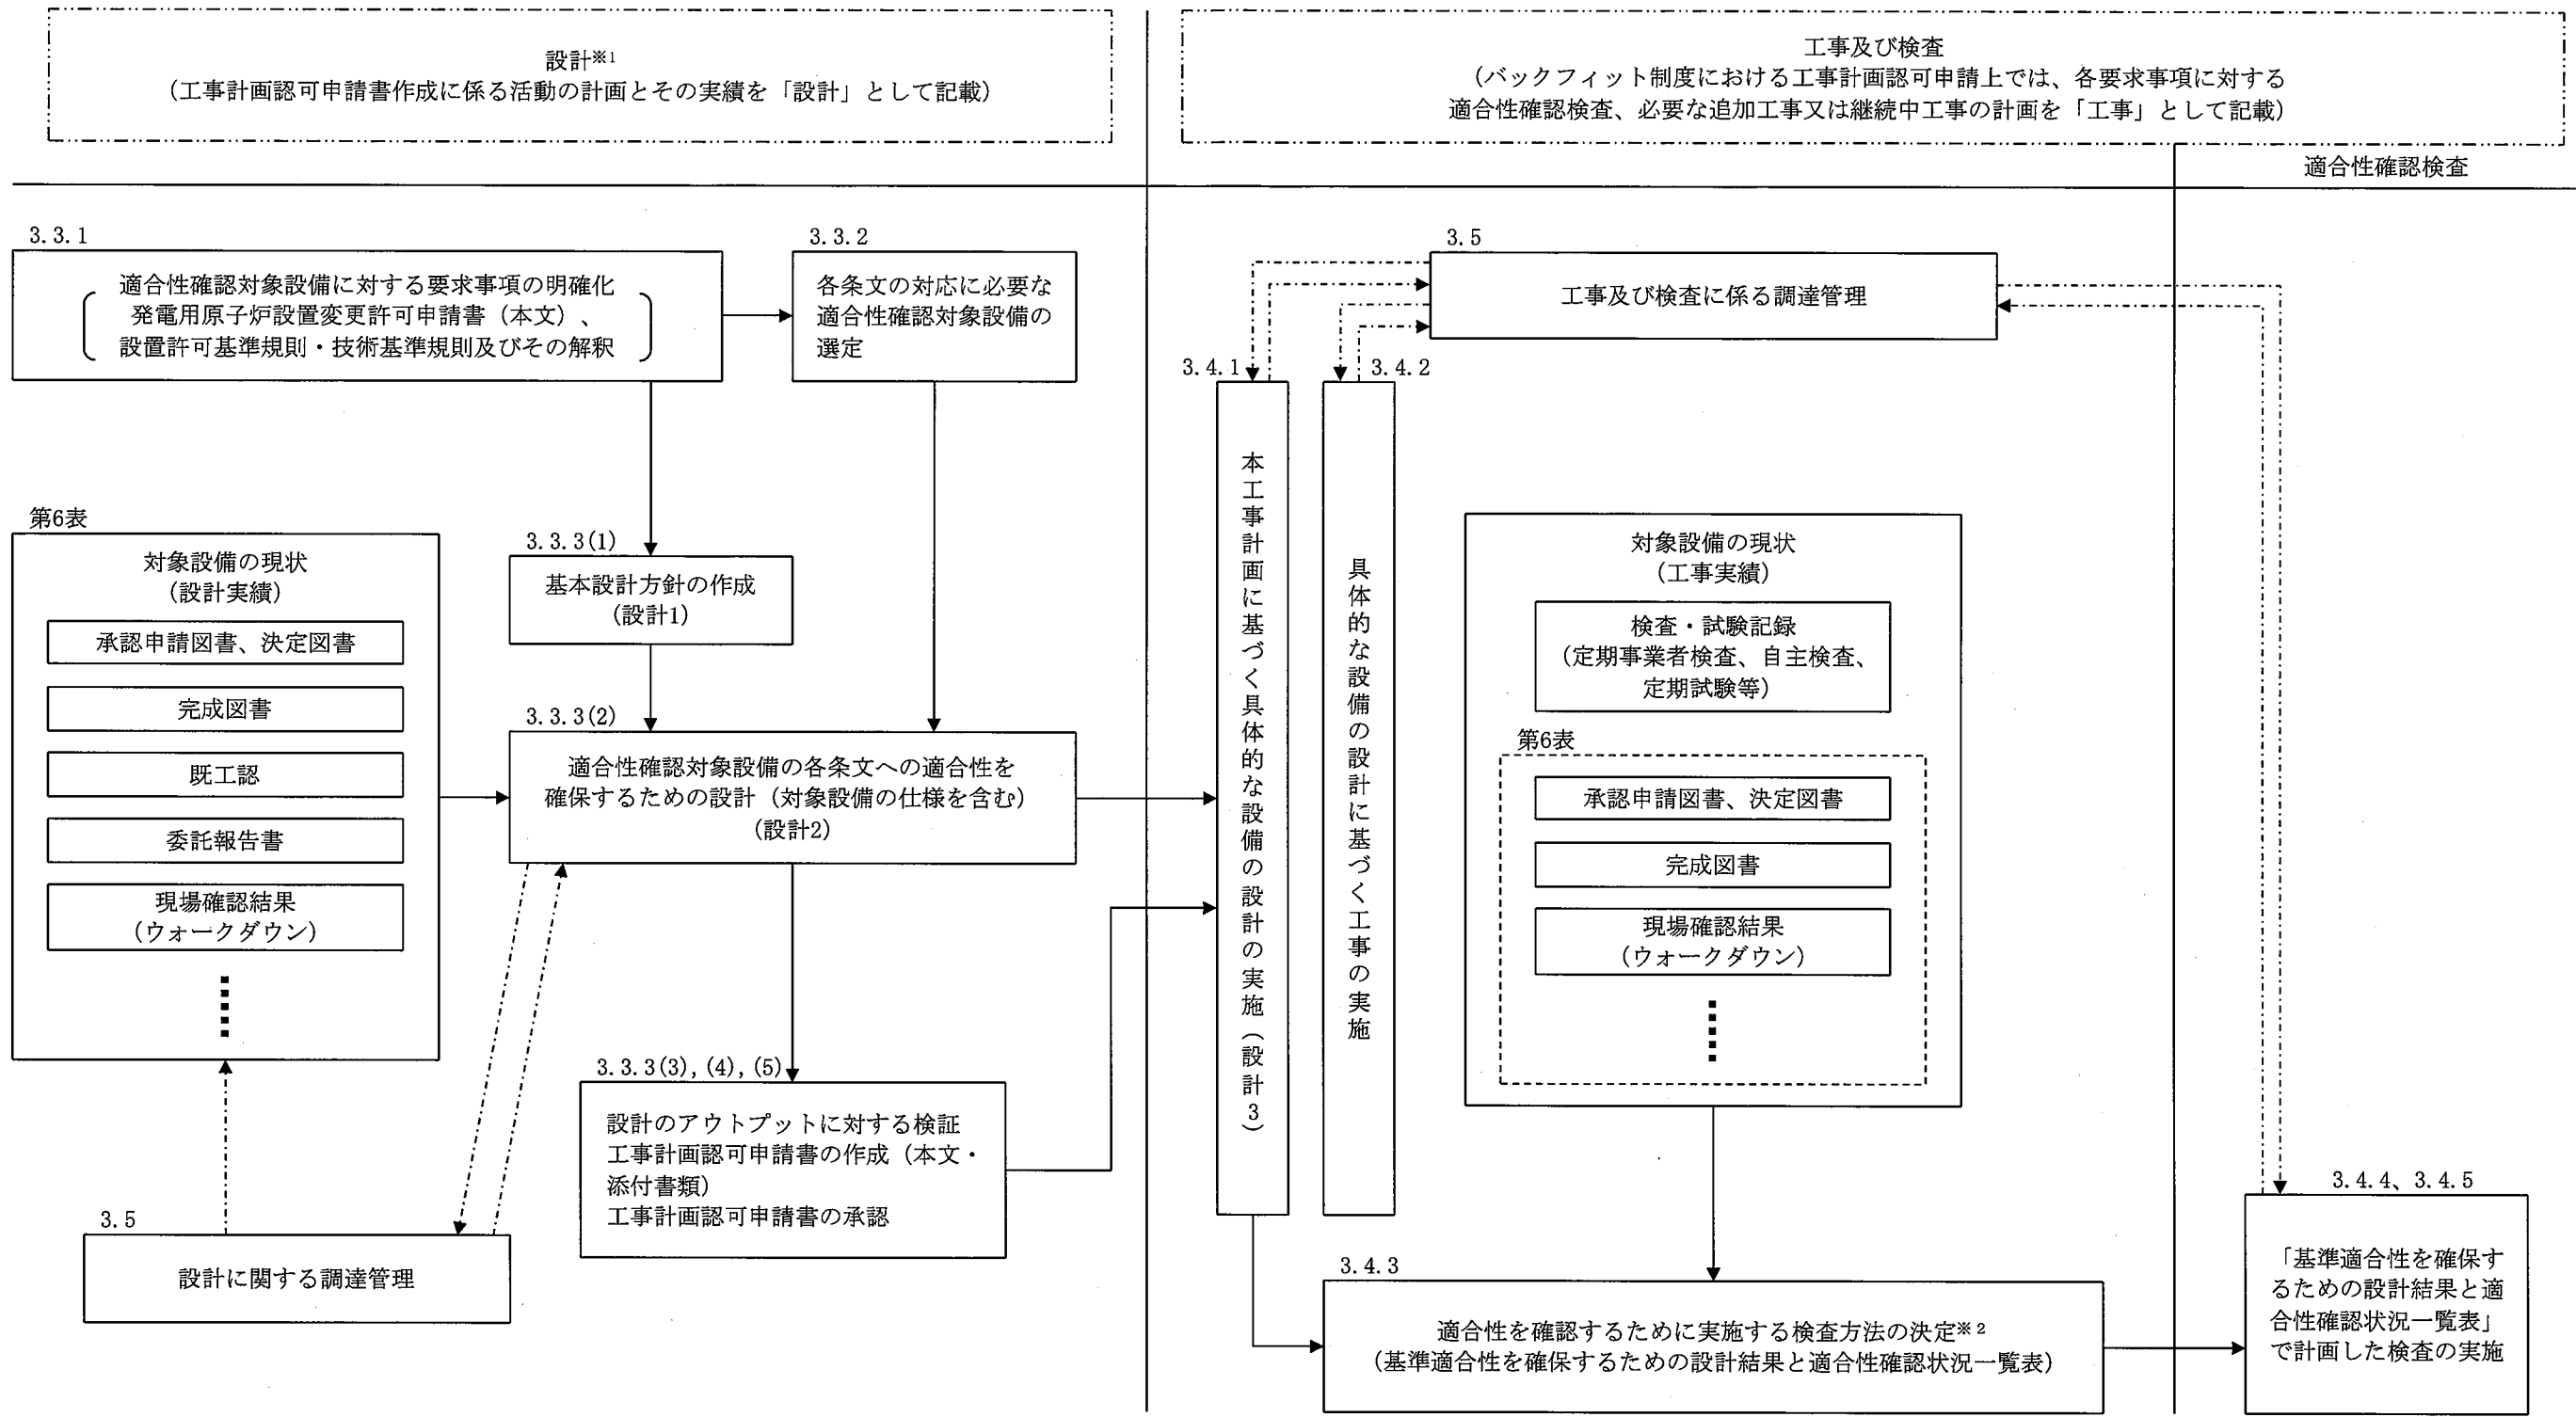 設計※1
（工事計画認可申請書作成に係る活動の計画とその実績を「設計」として記載）
工事及び検査
（バックフィット制度における工事計画認可申請上では、各要求事項に対する
適合性確認検査、必要な追加工事又は継続中工事の計画を「工事」として記載）
適合性確認検査
3.3.1
適合性確認対象設備に対する要求事項の明確化
発電用原子炉設置変更許可申請書（本文）、
設置許可基準規則・技術基準規則及びその解釈
3.3.2
各条文の対応に必要な
適合性確認対象設備の
選定
第6表
対象設備の現状
（設計実績）
承認申請図書、決定図書
完成図書
既工認
委託報告書
現場確認結果
（ウォークダウン）
3.3.3(1)
基本設計方針の作成
（設計1）
3.3.3(2)
適合性確認対象設備の各条文への適合性を
確保するための設計（対象設備の仕様を含む）
（設計2）
3.3.3(3),(4),(5)
設計のアウトプットに対する検証
工事計画認可申請書の作成（本文・
添付書類）
工事計画認可申請書の承認
3.5
設計に関する調達管理
3.5
工事及び検査に係る調達管理
3.4.1
本工事計画に基づく具体的な設備の設計の実施（設計3）
3.4.2
具体的な設備の設計に基づく工事の実施
対象設備の現状
（工事実績）
検査・試験記録
（定期事業者検査、自主検査、
定期試験等）
第6表
承認申請図書、決定図書
完成図書
現場確認結果
（ウォークダウン）
3.4.3
適合性を確認するために実施する検査方法の決定※2
（基準適合性を確保するための設計結果と適合性確認状況一覧表）
3.4.4、3.4.5
「基準適合性を確保す
るための設計結果と適
合性確認状況一覧表」
で計画した検査の実施